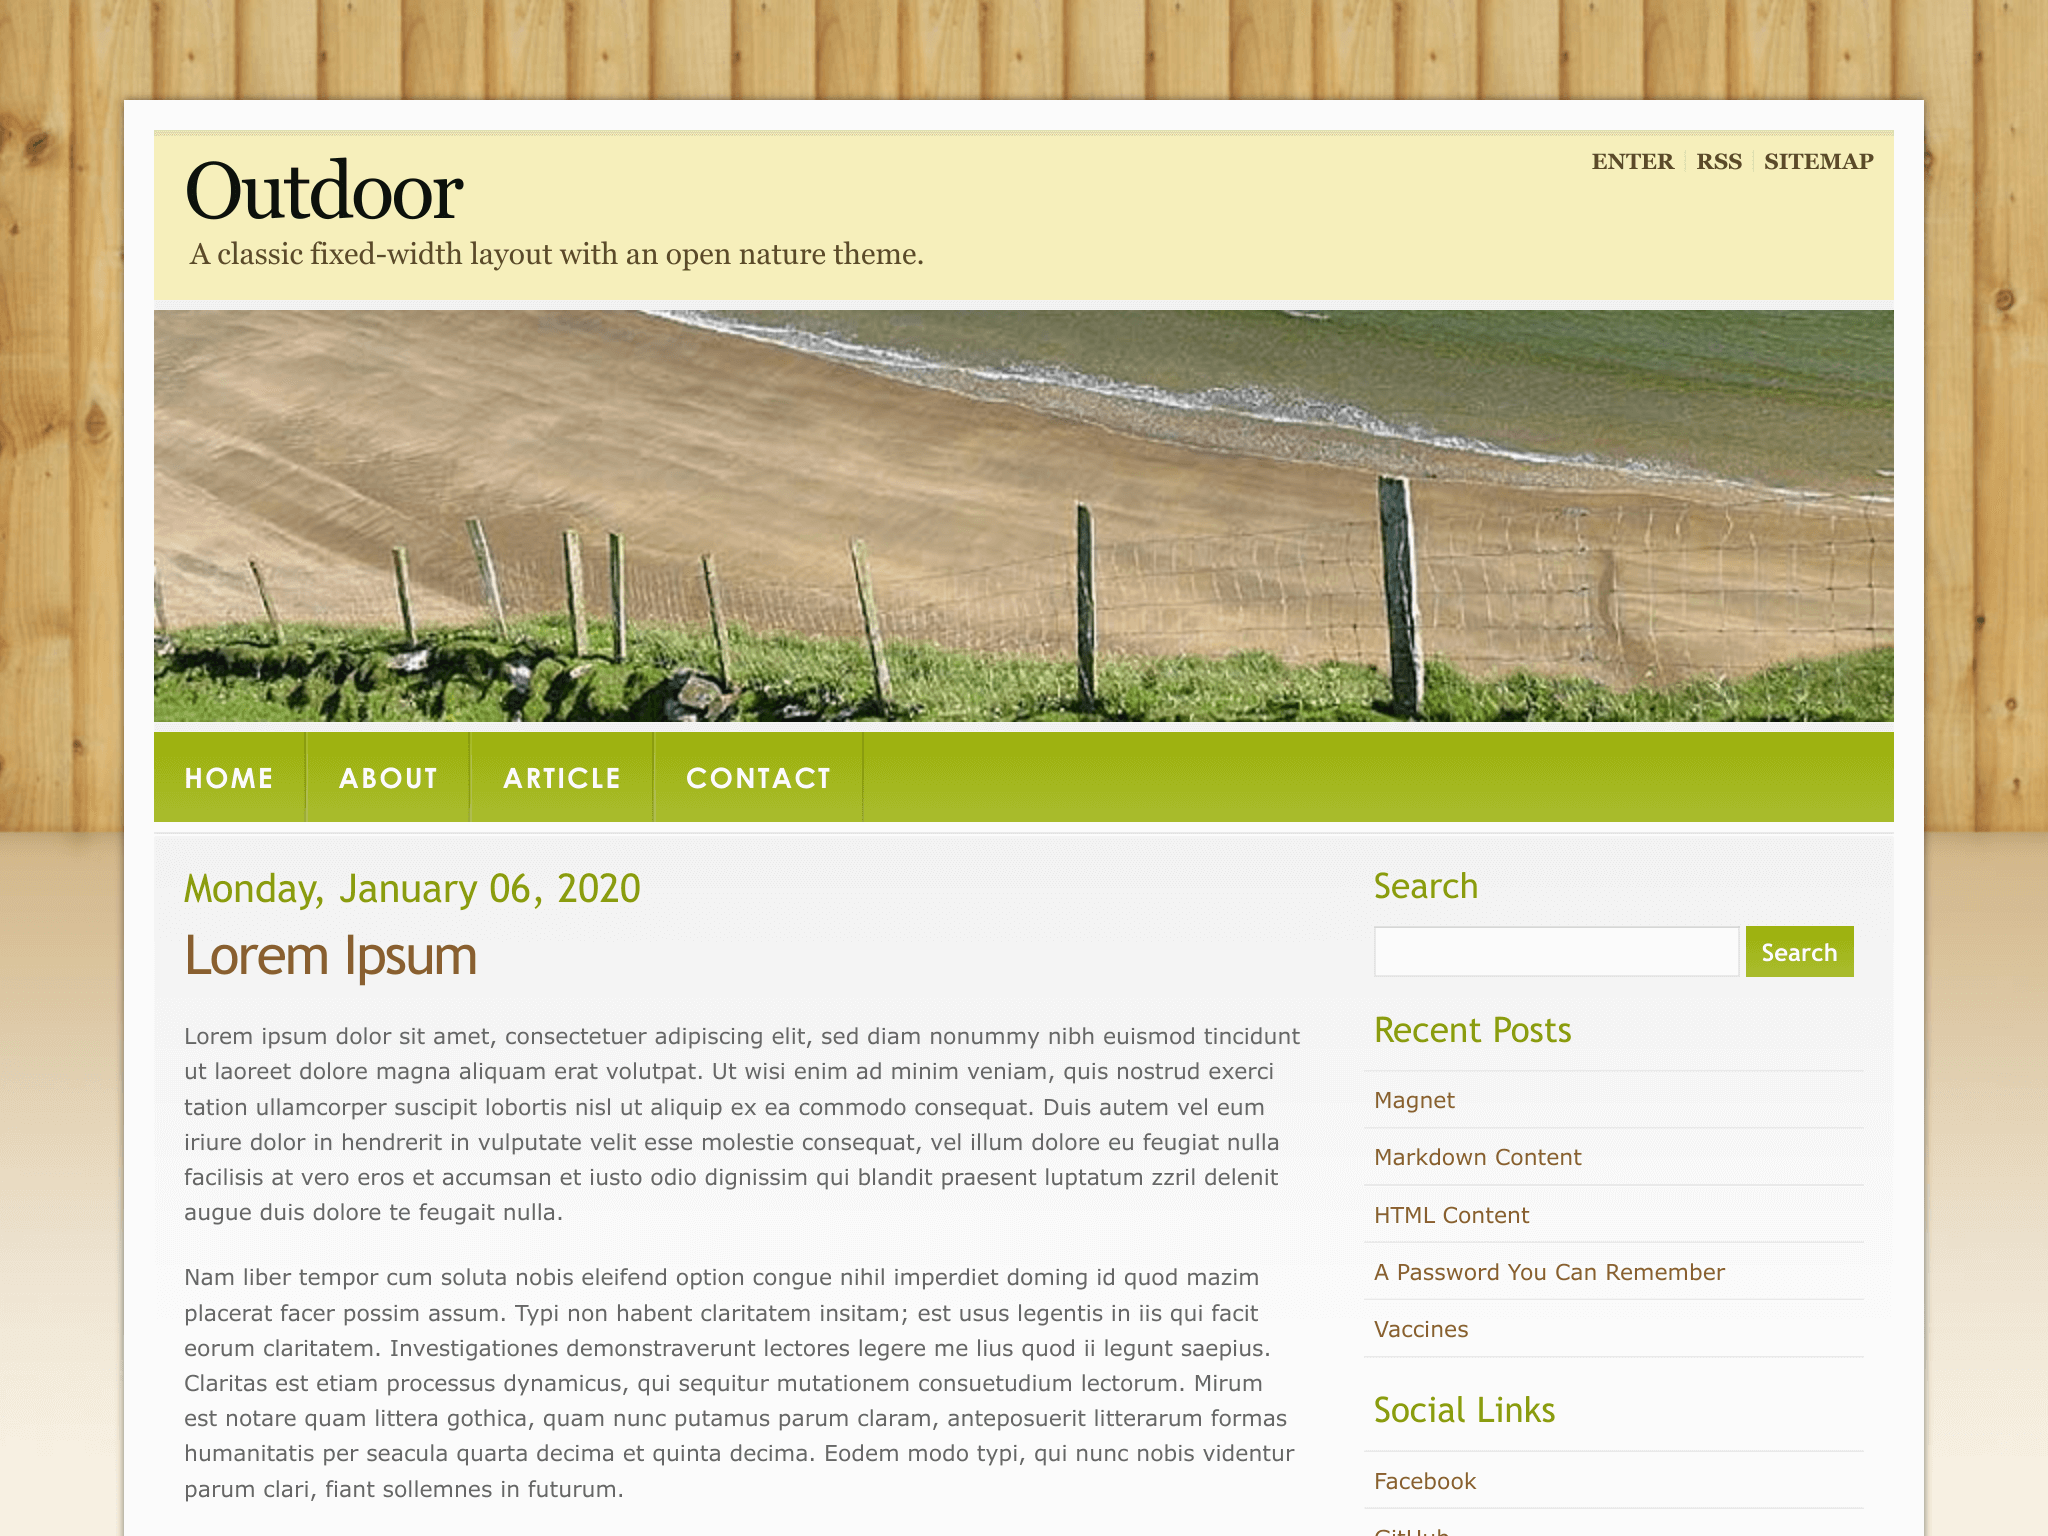 Outdoor
ENTER RSS SITEMAP
A classic fixed-width layout with an open nature theme.
HOME ABOUT ARTICLE CONTACT
Monday, January 06, 2020
Lorem Ipsum
Lorem ipsum dolor sit amet, consectetuer adipiscing elit, sed diam nonummy nibh euismod tincidunt
ut laoreet dolore magna aliquam erat volutpat. Ut wisi enim ad minim veniam, quis nostrud exerci
tation ullamcorper suscipit lobortis nisl ut aliquip ex ea commodo consequat. Duis autem vel eum
iriure dolor in hendrerit in vulputate velit esse molestie consequat, vel illum dolore eu feugiat nulla
facilisis at vero eros et accumsan et iusto odio dignissim qui blandit praesent luptatum zzril delenit
augue duis dolore te feugait nulla.
Nam liber tempor cum soluta nobis eleifend option congue nihil imperdiet doming id quod mazim
placerat facer possim assum. Typi non habent claritatem insitam; est usus legentis in iis qui facit
eorum claritatem. Investigationes demonstraverunt lectores legere me lius quod ii legunt saepius.
Claritas est etiam processus dynamicus, qui sequitur mutationem consuetudium lectorum. Mirum
est notare quam littera gothica, quam nunc putamus parum claram, anteposuerit litterarum formas
humanitatis per seacula quarta decima et quinta decima. Eodem modo typi, qui nunc nobis videntur
parum clari, fiant sollemnes in futurum.
Search
Search
Recent Posts
Magnet
Markdown Content
HTML Content
A Password You Can Remember
Vaccines
Social Links
Facebook
GitHub